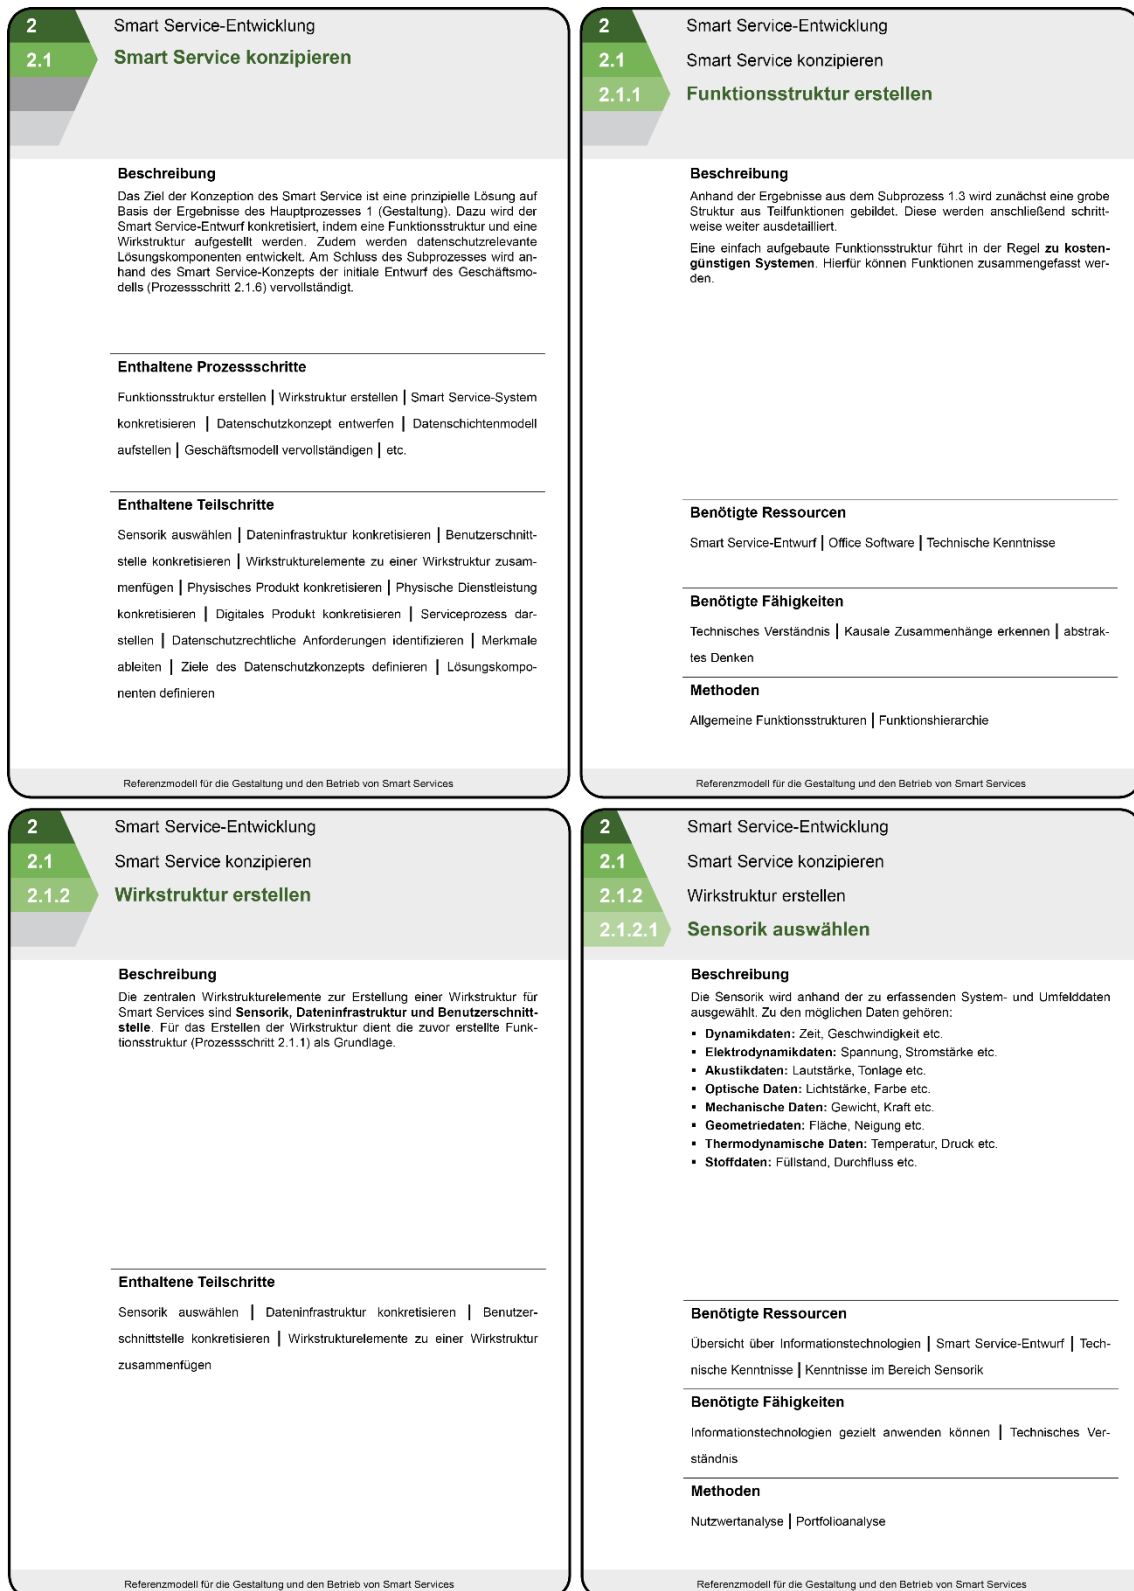 2
Smart Service-Entwicklung
2.1
Smart Service konzipieren
Beschreibung
Das Ziel der Konzeption des Smart Service ist eine prinzipielle Lösung auf
Basis der Ergebnisse des Hauptprozesses 1 (Gestaltung). Dazu wird der
Smart Service-Entwurf konkretisiert, indem eine Funktionsstruktur und eine
Wirkstruktur aufgestellt werden. Zudem werden datenschutzrelevante
Lösungskomponenten entwickelt. Am Schluss des Subprozesses wird an-
hand des Smart Service-Konzepts der initiale Entwurf des Geschäftsmo-
dells (Prozessschritt 2.1.6) vervollständigt.
Enthaltene Prozessschritte
Funktionsstruktur erstellen | Wirkstruktur erstellen | Smart Service-System
konkretisieren | Datenschutzkonzept entwerfen | Datenschichtenmodell
aufstellen | Geschäftsmodell vervollständigen | etc.
Enthaltene Teilschritte
Sensorik auswählen | Dateninfrastruktur konkretisieren | Benutzerschnitt-
stelle konkretisieren | Wirkstrukturelemente zu einer Wirkstruktur zusam-
menfügen | Physisches Produkt konkretisieren | Physische Dienstleistung
konkretisieren | Digitales Produkt konkretisieren | Serviceprozess dar-
stellen | Datenschutzrechtliche Anforderungen identifizieren | Merkmale
ableiten | Ziele des Datenschutzkonzepts definieren | Lösungskompo-
nenten definieren
Referenzmodell für die Gestaltung und den Betrieb von Smart Services
2
Smart Service-Entwicklung
2.1
Smart Service konzipieren
2.1.1
Funktionsstruktur erstellen
Beschreibung
Anhand der Ergebnisse aus dem Subprozess 1.3 wird zunächst eine grobe
Struktur aus Teilfunktionen gebildet. Diese werden anschließend schritt-
weise weiter ausdetailliert.
Eine einfach aufgebaute Funktionsstruktur führt in der Regel zu kosten-
günstigen Systemen. Hierfür können Funktionen zusammengefasst wer-
den.
Benötigte Ressourcen
Smart Service-Entwurf | Office Software | Technische Kenntnisse
Benötigte Fähigkeiten
Technisches Verständnis | Kausale Zusammenhänge erkennen | abstrak-
tes Denken
Methoden
Allgemeine Funktionsstrukturen | Funktionshierarchie
Referenzmodell für die Gestaltung und den Betrieb von Smart Services
2
Smart Service-Entwicklung
2.1
Smart Service konzipieren
2.1.2
Wirkstruktur erstellen
Beschreibung
Die zentralen Wirkstrukturelemente zur Erstellung einer Wirkstruktur für
Smart Services sind Sensorik, Dateninfrastruktur und Benutzerschnitt-
stelle. Für das Erstellen der Wirkstruktur dient die zuvor erstellte Funk-
tionsstruktur (Prozessschritt 2.1.1) als Grundlage.
Enthaltene Teilschritte
Sensorik auswählen | Dateninfrastruktur konkretisieren | Benutzer-
schnittstelle konkretisieren | Wirkstrukturelemente zu einer Wirkstruktur
zusammenfügen
Referenzmodell für die Gestaltung und den Betrieb von Smart Services
2
Smart Service-Entwicklung
2.1
Smart Service konzipieren
2.1.2
Wirkstruktur erstellen
2.1.2.1
Sensorik auswählen
Beschreibung
Die Sensorik wird anhand der zu erfassenden System- und Umfelddaten
ausgewählt. Zu den möglichen Daten gehören:
▪ Dynamikdaten: Zeit, Geschwindigkeit etc.
▪ Elektrodynamikdaten: Spannung, Stromstärke etc.
▪ Akustikdaten: Lautstärke, Tonlage etc.
▪ Optische Daten: Lichtstärke, Farbe etc.
▪ Mechanische Daten: Gewicht, Kraft etc.
▪ Geometriedaten: Fläche, Neigung etc.
▪ Thermodynamische Daten: Temperatur, Druck etc.
▪ Stoffdaten: Füllstand, Durchfluss etc.
Benötigte Ressourcen
Übersicht über Informationstechnologien | Smart Service-Entwurf | Tech-
nische Kenntnisse | Kenntnisse im Bereich Sensorik
Benötigte Fähigkeiten
Informationstechnologien gezielt anwenden können | Technisches Ver-
ständnis
Methoden
Nutzwertanalyse | Portfolioanalyse
Referenzmodell für die Gestaltung und den Betrieb von Smart Services